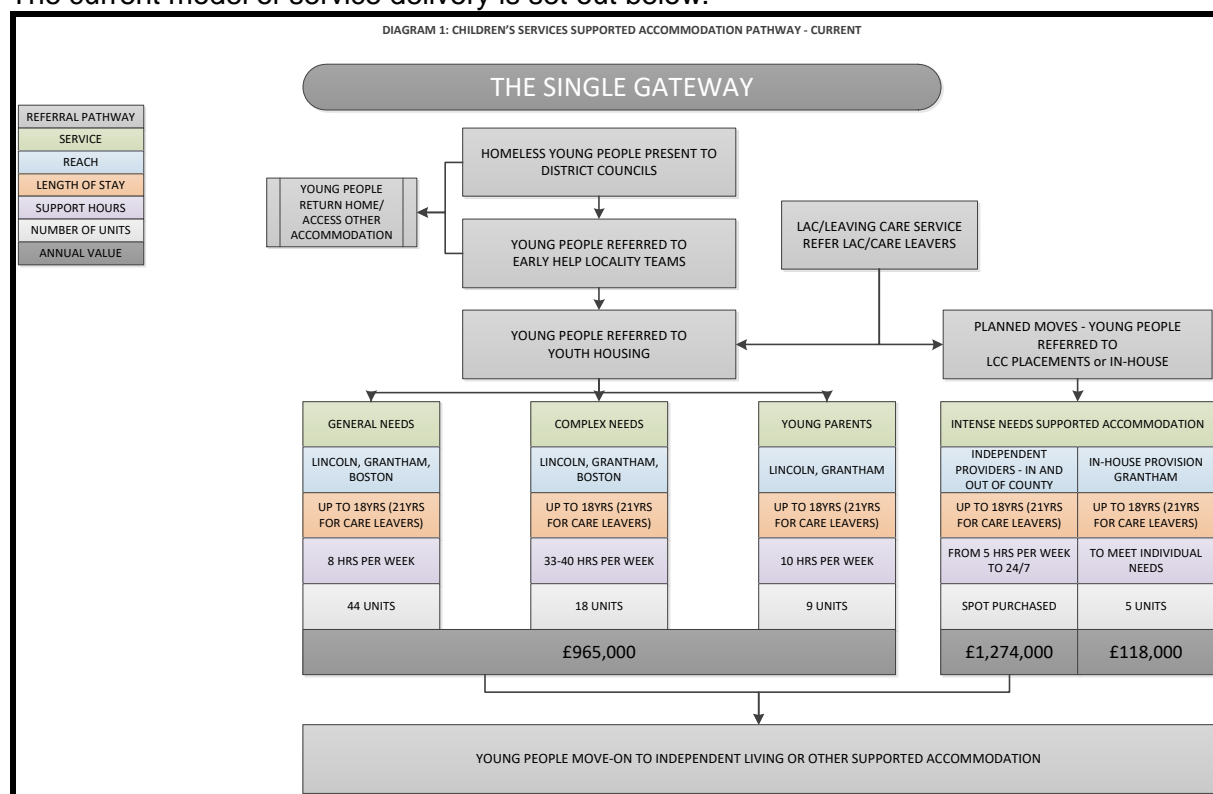 The current model of service delivery is set out below.
DIAGRAM 1: CHILDREN'S SERVICES SUPPORTED ACCOMMODATION PATHWAY - CURRENT
THE SINGLE GATEWAY
REFERRAL PATHWAY
SERVICE
REACH
LENGTH OF STAY
SUPPORT HOURS
NUMBER OF UNITS
ANNUAL VALUE
HOMELESS YOUNG PEOPLE PRESENT TO
DISTRICT COUNCILS
YOUNG PEOPLE
RETURN HOME/
ACCESS OTHER
ACCOMMODATION
YOUNG PEOPLE REFERRED TO
EARLY HELP LOCALITY TEAMS
LAC/LEAVING CARE SERVICE
REFER LAC/CARE LEAVERS
YOUNG PEOPLE REFERRED TO
YOUTH HOUSING
PLANNED MOVES - YOUNG PEOPLE
REFERRED TO
LCC PLACEMENTS or IN-HOUSE
GENERAL NEEDS
LINCOLN, GRANTHAM,
BOSTON
UP TO 18YRS (21YRS
FOR CARE LEAVERS)
8 HRS PER WEEK
44 UNITS
COMPLEX NEEDS
LINCOLN, GRANTHAM,
BOSTON
UP TO 18YRS (21YRS
FOR CARE LEAVERS)
33-40 HRS PER WEEK
18 UNITS
YOUNG PARENTS
LINCOLN, GRANTHAM
UP TO 18YRS (21YRS
FOR CARE LEAVERS)
10 HRS PER WEEK
9 UNITS
£965,000
INTENSE NEEDS SUPPORTED ACCOMMODATION
INDEPENDENT
PROVIDERS - IN AND
OUT OF COUNTY
UP TO 18YRS (21YRS
FOR CARE LEAVERS)
FROM 5 HRS PER WEEK
TO 24/7
SPOT PURCHASED
£1,274,000
IN-HOUSE PROVISION
GRANTHAM
UP TO 18YRS (21YRS
FOR CARE LEAVERS)
TO MEET INDIVIDUAL
NEEDS
5 UNITS
£118,000
YOUNG PEOPLE MOVE-ON TO INDEPENDENT LIVING OR OTHER SUPPORTED ACCOMMODATION